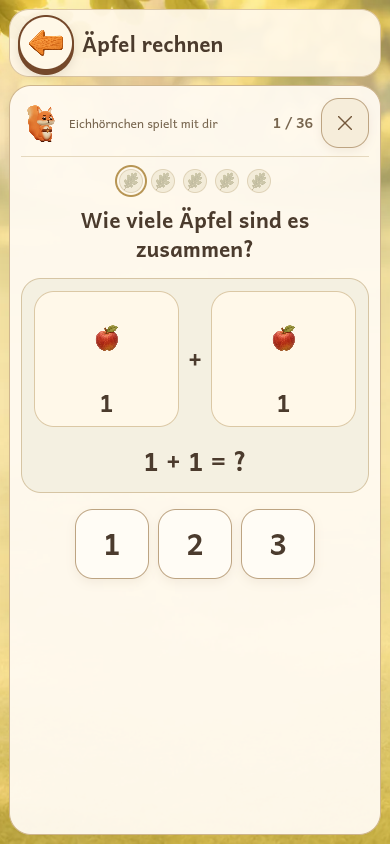 Äpfel rechnen
Eichhörnchen spielt mit dir
1 / 36
Wie viele Äpfel sind es
zusammen?
1
+
1
1 + 1 = ?
1
2
3